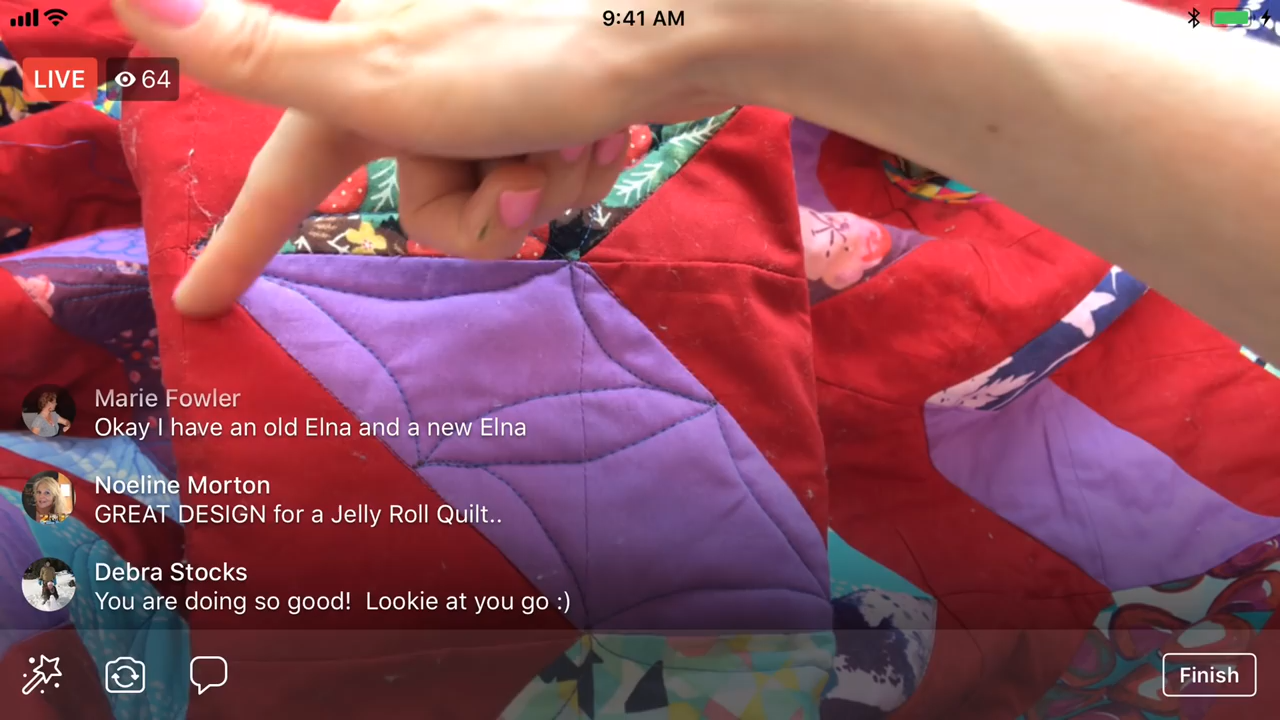 9:41 AM
LIVE 64
Marie Fowler
Okay I have an old Elna and a new Elna
Noeline Morton
GREAT DESIGN for a Jelly Roll Quilt..
Debra Stocks
You are doing so good!  Lookie at you go :)
Finish